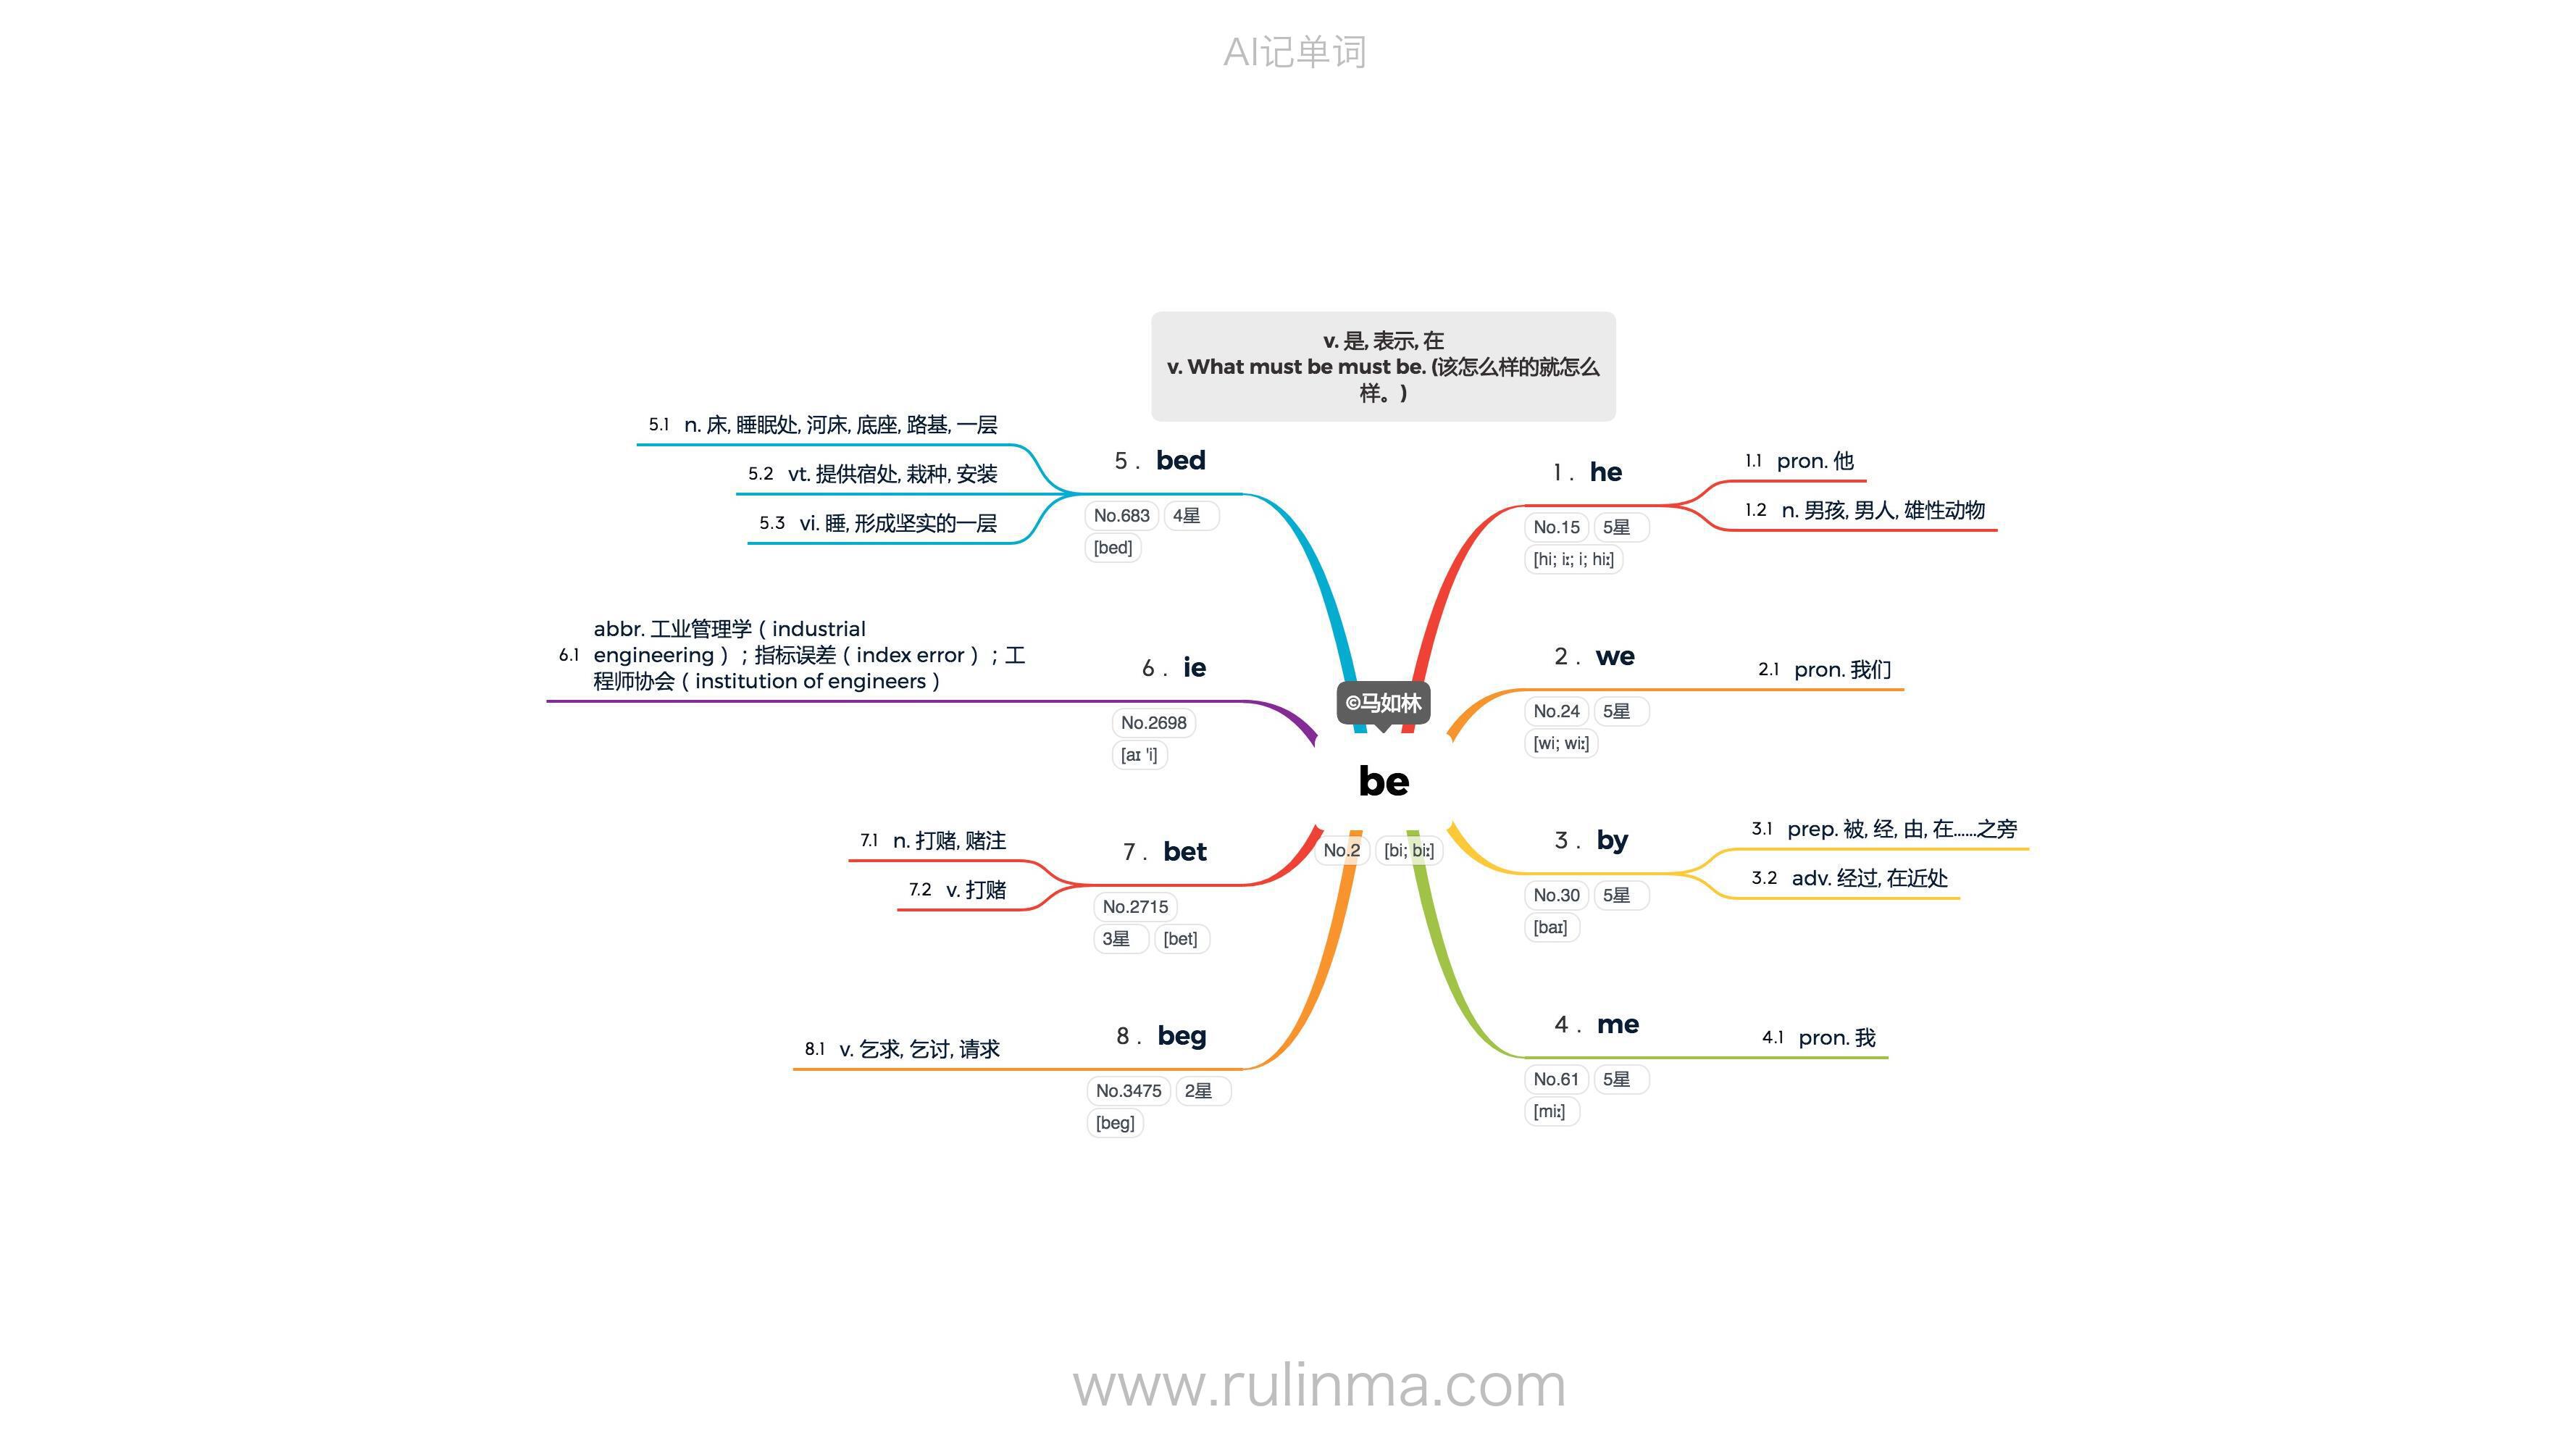 AI记单词
v. 是, 表示, 在
v. What must be must be. (该怎么样的就怎么
样。)
©马如林
be
No.2 [bi; biː]
1 . he
No.15 5星
[hi; iː; i; hiː]
1.1 pron. 他
1.2 n. 男孩, 男人, 雄性动物
2 . we
No.24 5星
[wi; wiː]
2.1 pron. 我们
3 . by
No.30 5星
[baɪ]
3.1 prep. 被, 经, 由, 在......之旁
3.2 adv. 经过, 在近处
4 . me
No.61 5星
[miː]
4.1 pron. 我
5 . bed
No.683 4星
[bed]
5.1 n. 床, 睡眠处, 河床, 底座, 路基, 一层
5.2 vt. 提供宿处, 栽种, 安装
5.3 vi. 睡, 形成坚实的一层
6 . ie
No.2698
[aɪ 'i]
6.1 abbr. 工业管理学（industrial
engineering）；指标误差（index error）；工
程师协会（institution of engineers）
7 . bet
No.2715
3星 [bet]
7.1 n. 打赌, 赌注
7.2 v. 打赌
8 . beg
No.3475 2星
[beg]
8.1 v. 乞求, 乞讨, 请求
www.rulinma.com